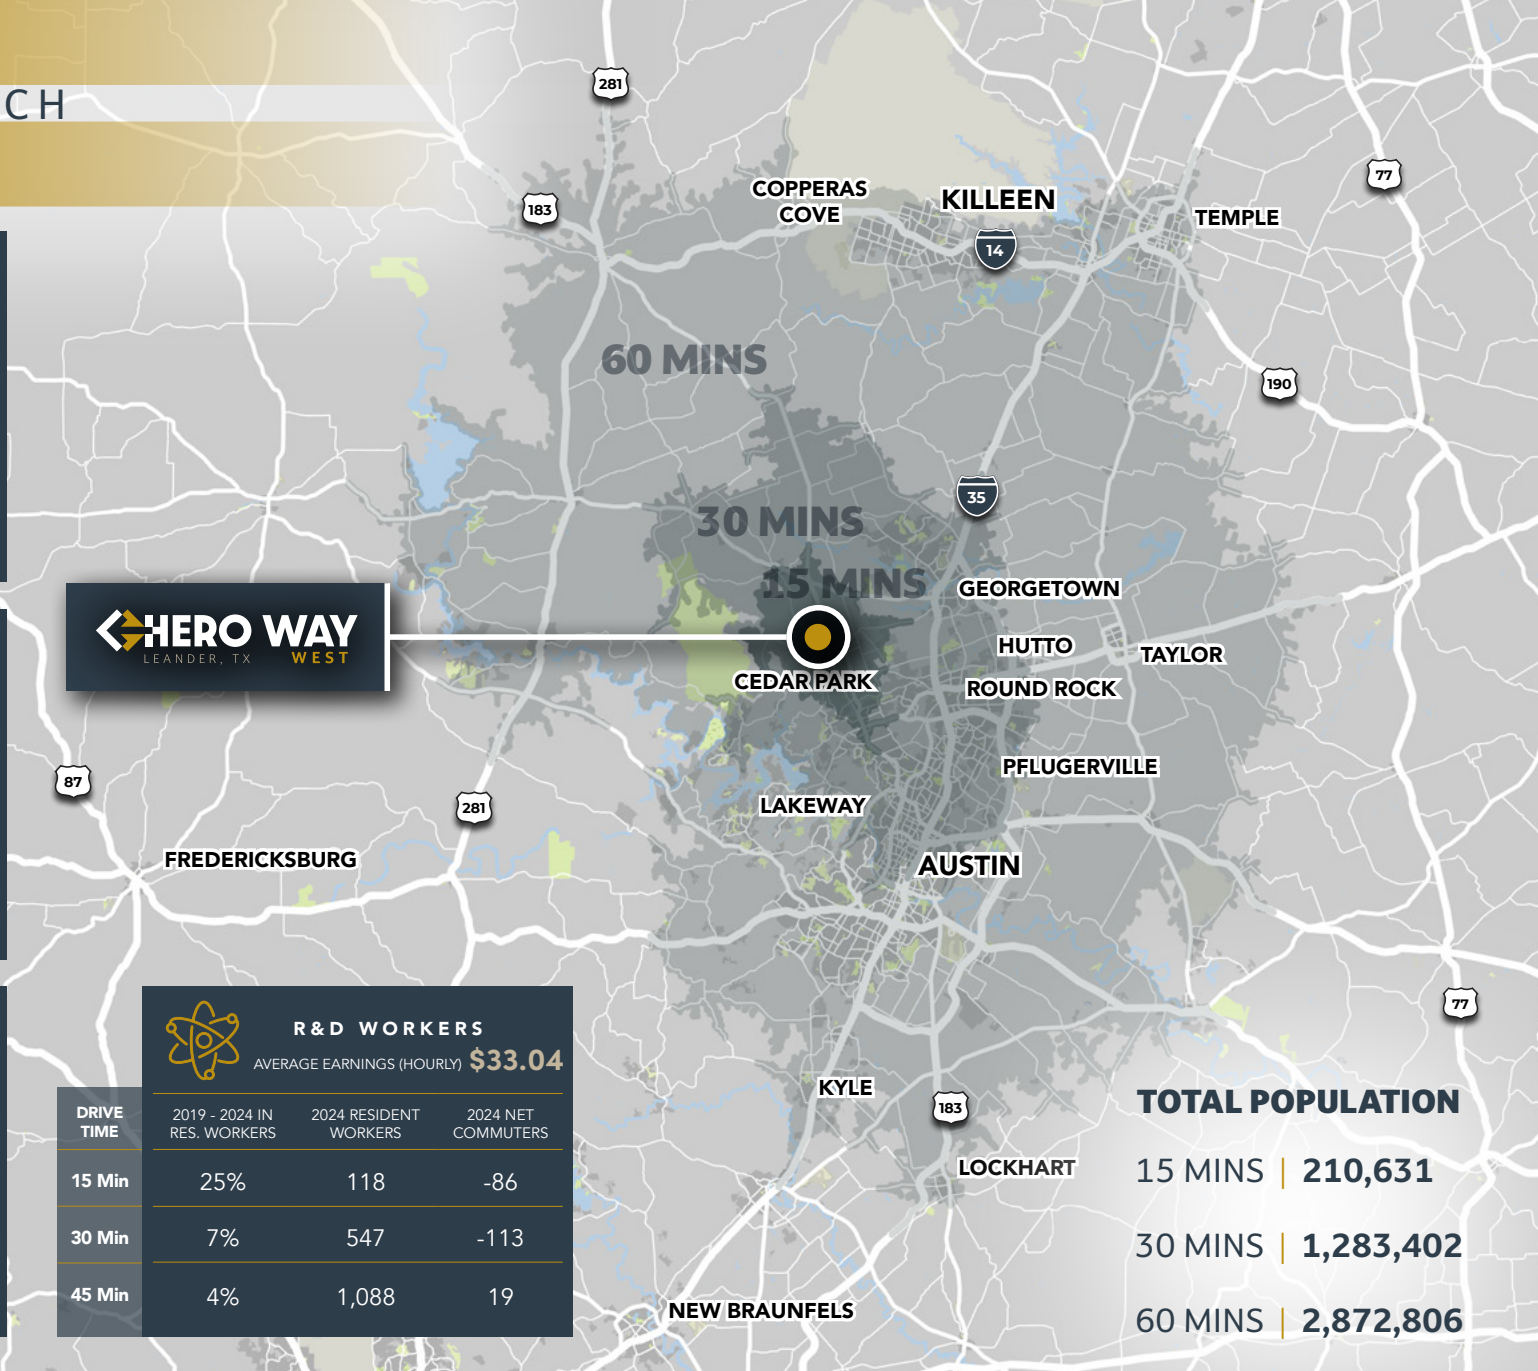 CH
281
183
COPPERAS
COVE
KILLEEN
14
TEMPLE
77
60 MINS
190
30 MINS
35
15 MINS
GEORGETOWN
HERO WAY
LEANDER, TX WEST
HUTTO
TAYLOR
CEDAR PARK
ROUND ROCK
PFLUGERVILLE
87
281
LAKEWAY
FREDERICKSBURG
AUSTIN
77
R&D WORKERS
AVERAGE EARNINGS (HOURLY) $33.04
DRIVE
TIME
2019 - 2024 IN
RES. WORKERS
2024 RESIDENT
WORKERS
2024 NET
COMMUTERS
15 Min 25% 118 -86
30 Min 7% 547 -113
45 Min 4% 1,088 19
KYLE
183
LOCKHART
NEW BRAUNFELS
TOTAL POPULATION
15 MINS | 210,631
30 MINS | 1,283,402
60 MINS | 2,872,806